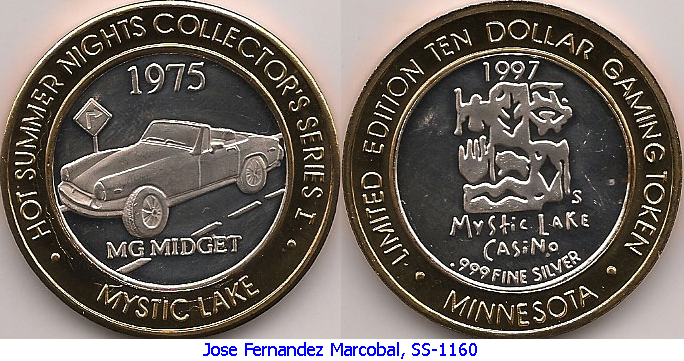 HOT SUMMER NIGHTS COLLECTOR'S SERIES I
1975
MG MIDGET
• MYSTIC LAKE •
LIMITED EDITION TEN DOLLAR GAMING TOKEN
1997
S
MYSTIC LAKE
CASiNO
.999 FINE SILVER
• MINNESOTA •
Jose Fernandez Marcobal, SS-1160